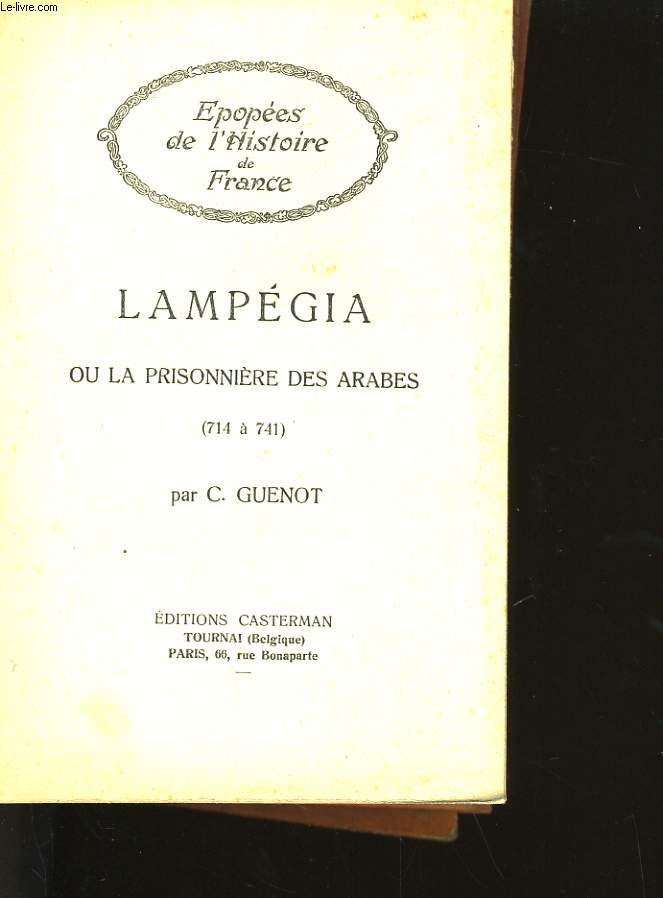 Le-livre.com
Epopées
de l'Histoire
de
France
LAMPÉGIA
OU LA PRISONNIÈRE DES ARABES
(714 à 741)
par C. GUENOT
ÉDITIONS CASTERMAN
TOURNAI (Belgique)
PARIS, 66, rue Bonaparte